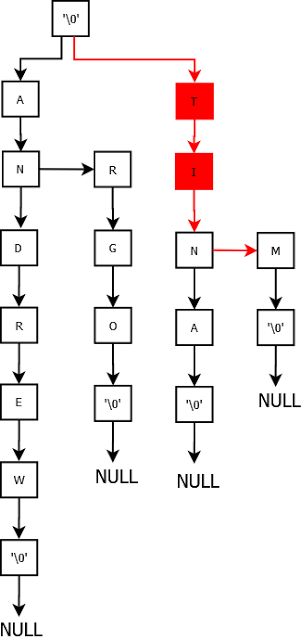 '\0'
A T
N R I
D G N M
R O A '\0'
E '\0' '\0' NULL
W NULL NULL
'\0'
NULL